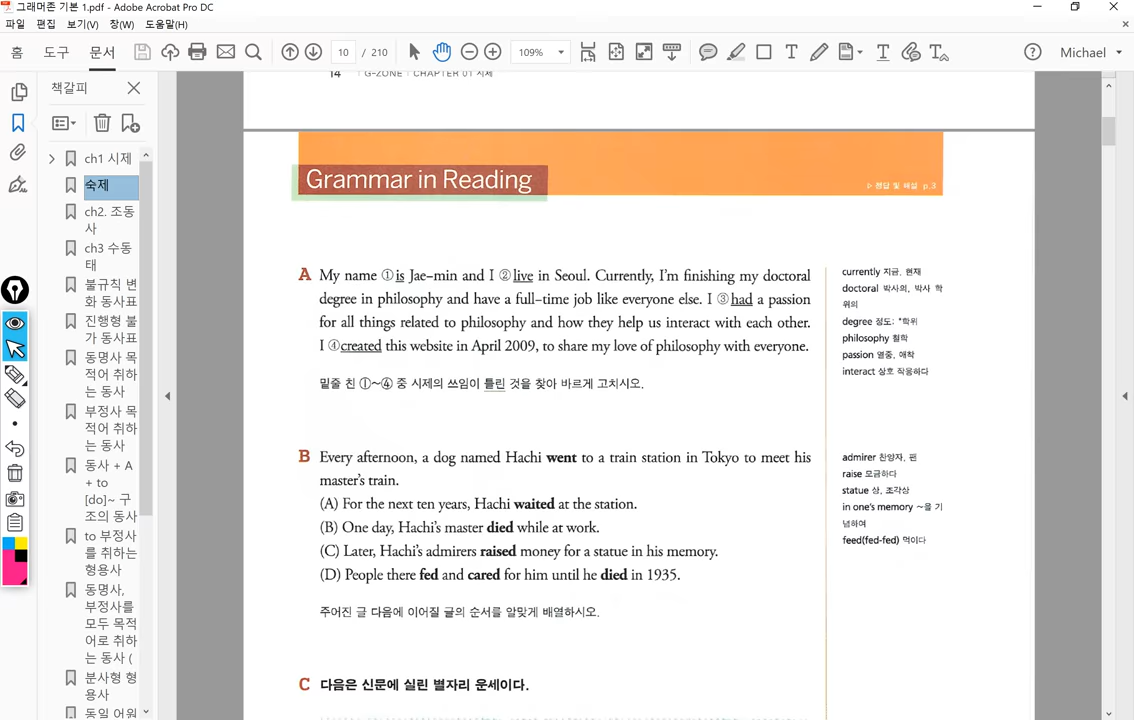 그래머존 기본 1.pdf - Adobe Acrobat Pro DC
파일 편집 보기(V) 창(W) 도움말(H)
홈 도구 문서
10 / 210
109%
Michael
책갈피
ch1 시제
숙제
ch2. 조동
사
ch3 수동
태
불규칙 변
화 동사표
진행형 불
가 동사표
동명사 목
적어 취하
는 동사
부정사 목
적어 취하
는 동사
동사 + A
+ to
[do]~ 구
조의 동사
to 부정사
를 취하는
형용사
동명사,
부정사를
모두 목적
어로 취하
는 동사 (
분사형 형
용사
동일 어원
14 | G-ZONE | CHAPTER 01 시제
Grammar in Reading
▷ 정답 및 해설 p.3
A My name ①is Jae-min and I ②live in Seoul. Currently, I'm finishing my doctoral
degree in philosophy and have a full-time job like everyone else. I ③had a passion
for all things related to philosophy and how they help us interact with each other.
I ④created this website in April 2009, to share my love of philosophy with everyone.
밑줄 친 ①~④ 중 시제의 쓰임이 틀린 것을 찾아 바르게 고치시오.
currently 지금, 현재
doctoral 박사의, 박사 학
위의
degree 정도; *학위
philosophy 철학
passion 열중, 애착
interact 상호 작용하다
B Every afternoon, a dog named Hachi went to a train station in Tokyo to meet his
master's train.
(A) For the next ten years, Hachi waited at the station.
(B) One day, Hachi's master died while at work.
(C) Later, Hachi's admirers raised money for a statue in his memory.
(D) People there fed and cared for him until he died in 1935.
주어진 글 다음에 이어질 글의 순서를 알맞게 배열하시오.
admirer 찬양자, 팬
raise 모금하다
statue 상, 조각상
in one's memory ~을 기
념하여
feed(fed-fed) 먹이다
C 다음은 신문에 실린 별자리 운세이다.